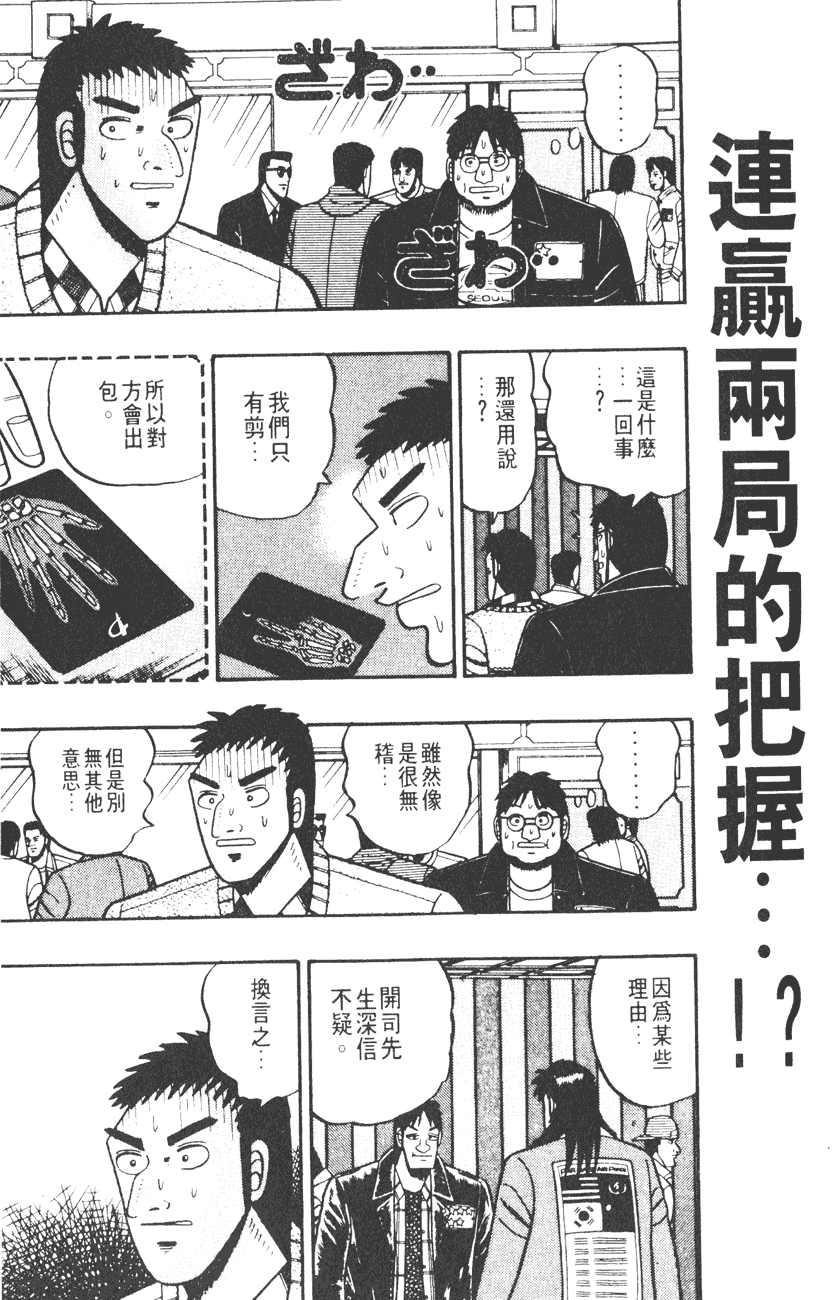 連贏兩局的把握⋯⋯!?
ざわ‥
⋯⋯⋯
ざわ‥
SEOUL
這是什麼
⋯一回事
⋯?
那還用說
⋯?
我們只
有剪⋯
所以對
方會出
包。
⋯⋯⋯
雖然像
是很無
稽⋯
但是別
無其他
意思⋯
因為某些
理由⋯
開司先
生深信
不疑。
換言之⋯